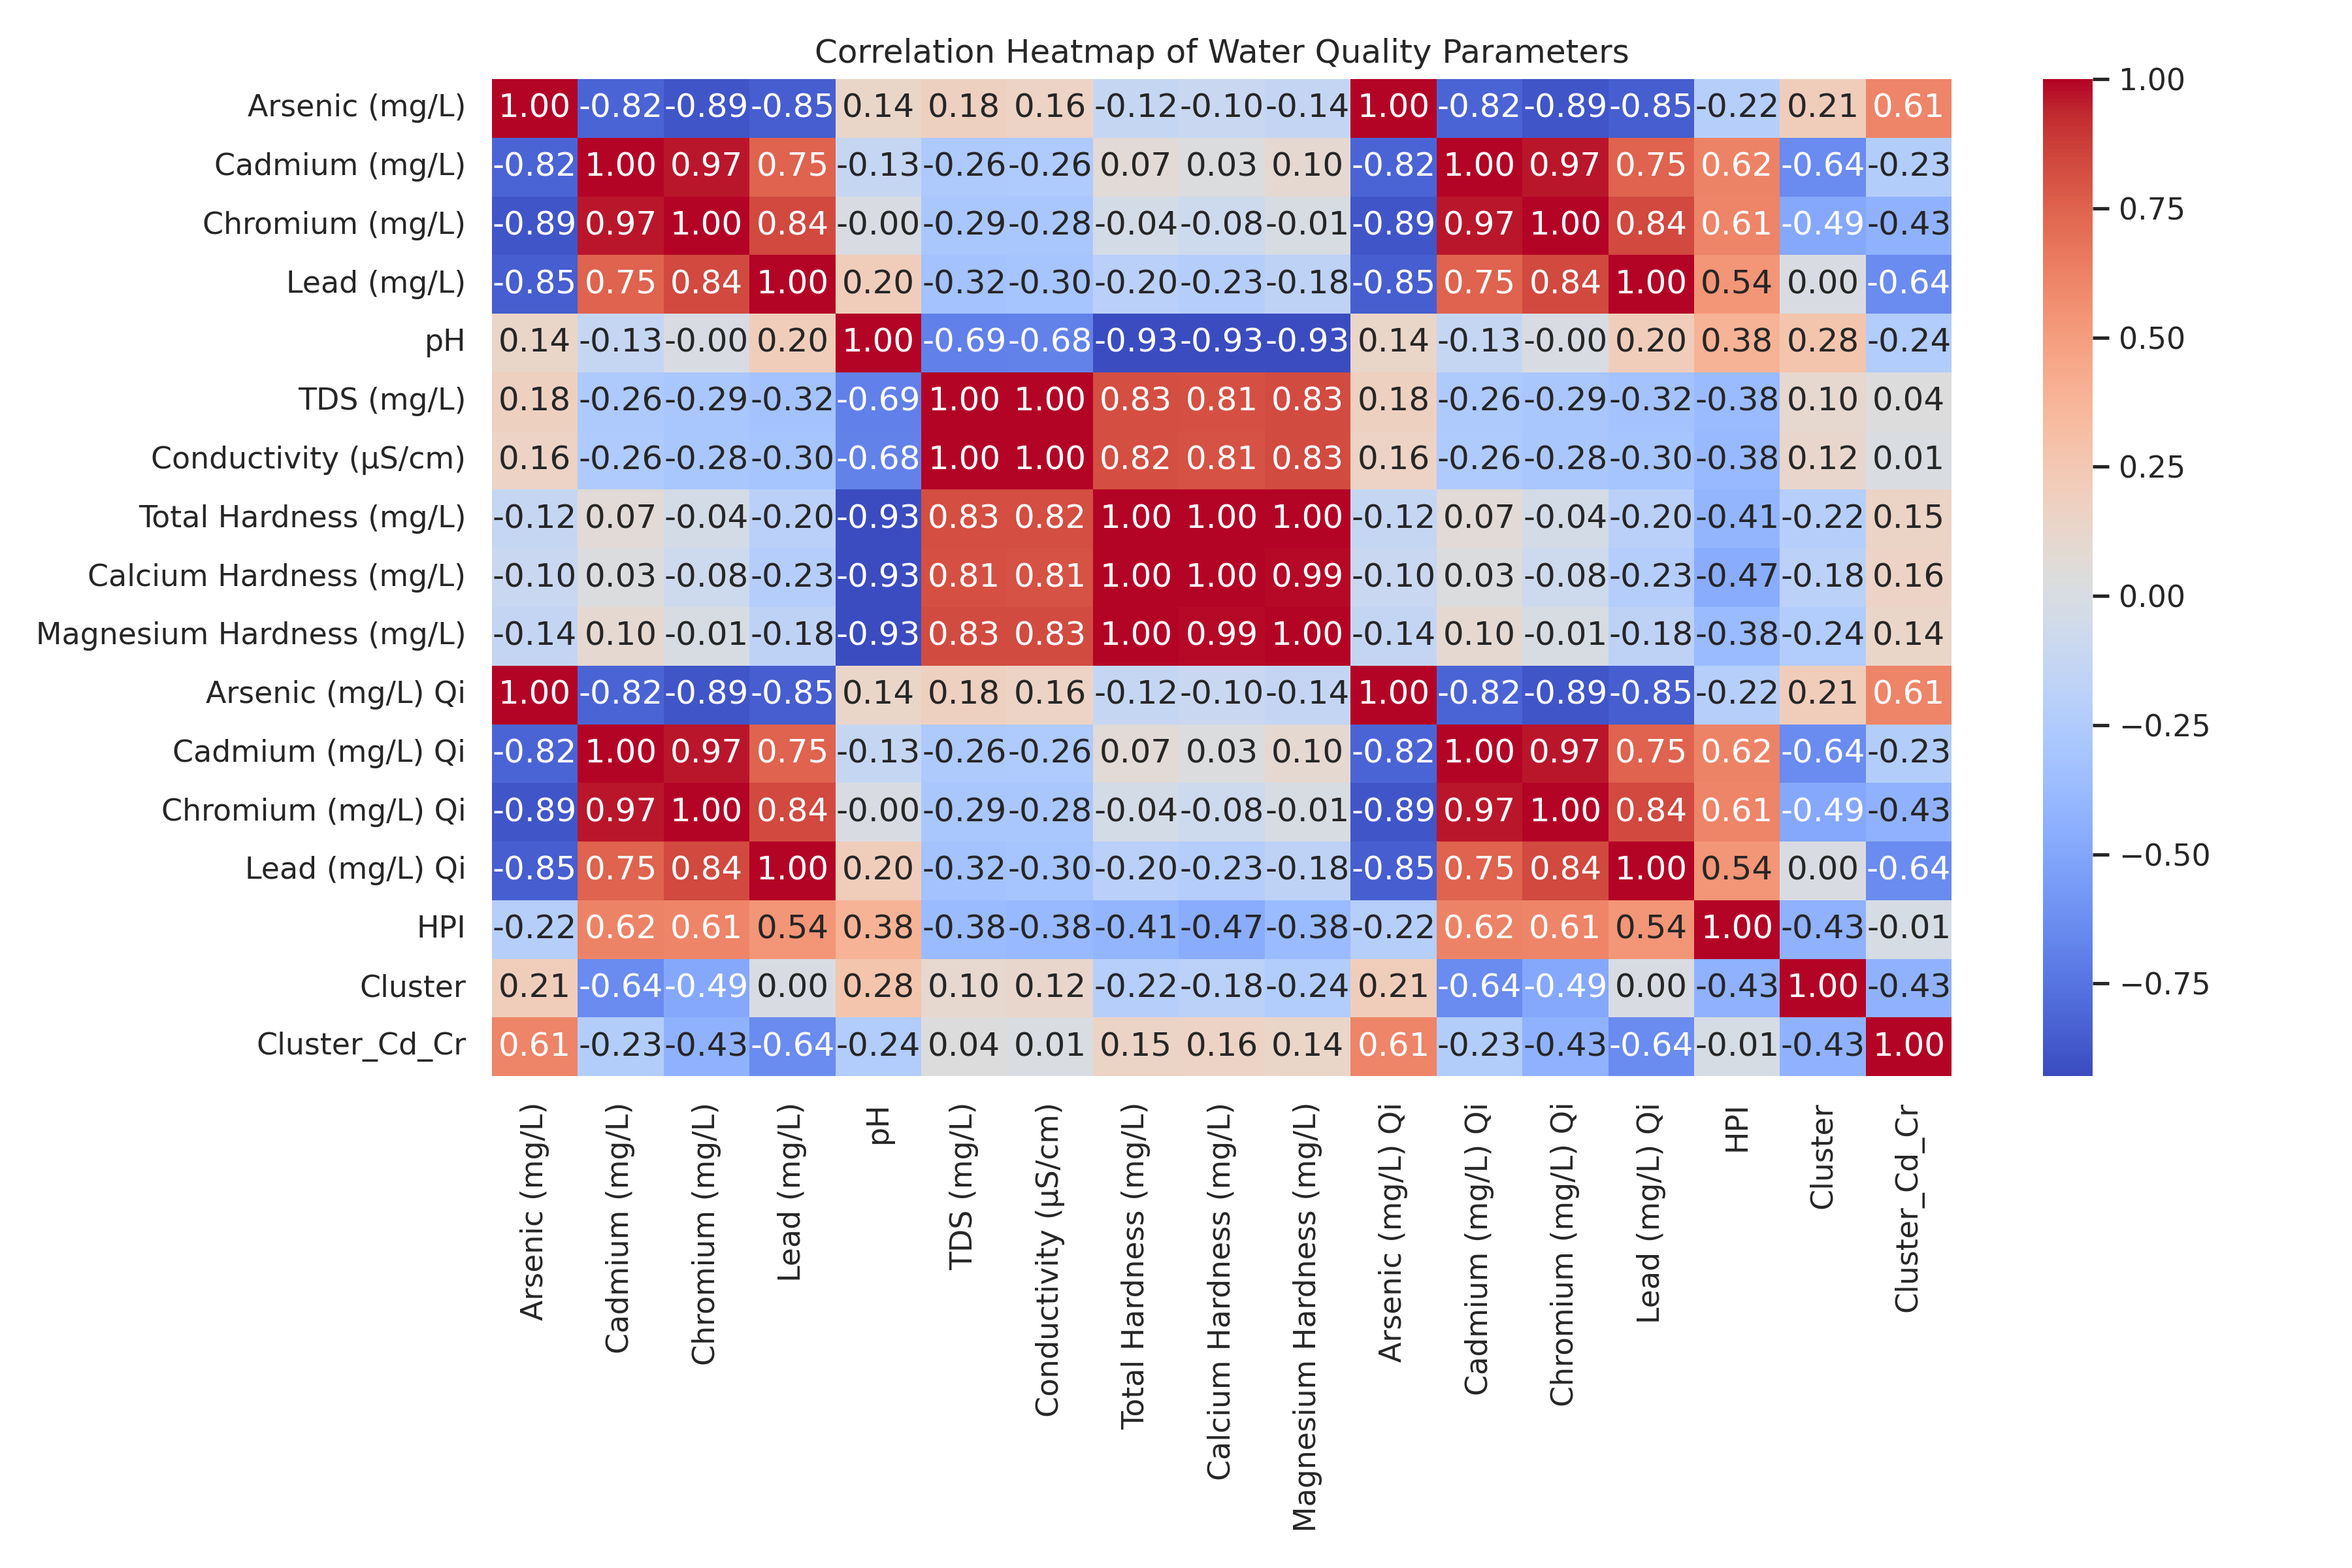 Correlation Heatmap of Water Quality Parameters
Arsenic (mg/L) 1.00 -0.82 -0.89 -0.85 0.14 0.18 0.16 -0.12 -0.10 -0.14 1.00 -0.82 -0.89 -0.85 -0.22 0.21 0.61
Cadmium (mg/L) -0.82 1.00 0.97 0.75 -0.13 -0.26 -0.26 0.07 0.03 0.10 -0.82 1.00 0.97 0.75 0.62 -0.64 -0.23
Chromium (mg/L) -0.89 0.97 1.00 0.84 -0.00 -0.29 -0.28 -0.04 -0.08 -0.01 -0.89 0.97 1.00 0.84 0.61 -0.49 -0.43
Lead (mg/L) -0.85 0.75 0.84 1.00 0.20 -0.32 -0.30 -0.20 -0.23 -0.18 -0.85 0.75 0.84 1.00 0.54 0.00 -0.64
pH 0.14 -0.13 -0.00 0.20 1.00 -0.69 -0.68 -0.93 -0.93 -0.93 0.14 -0.13 -0.00 0.20 0.38 0.28 -0.24
TDS (mg/L) 0.18 -0.26 -0.29 -0.32 -0.69 1.00 1.00 0.83 0.81 0.83 0.18 -0.26 -0.29 -0.32 -0.38 0.10 0.04
Conductivity (µS/cm) 0.16 -0.26 -0.28 -0.30 -0.68 1.00 1.00 0.82 0.81 0.83 0.16 -0.26 -0.28 -0.30 -0.38 0.12 0.01
Total Hardness (mg/L) -0.12 0.07 -0.04 -0.20 -0.93 0.83 0.82 1.00 1.00 1.00 -0.12 0.07 -0.04 -0.20 -0.41 -0.22 0.15
Calcium Hardness (mg/L) -0.10 0.03 -0.08 -0.23 -0.93 0.81 0.81 1.00 1.00 0.99 -0.10 0.03 -0.08 -0.23 -0.47 -0.18 0.16
Magnesium Hardness (mg/L) -0.14 0.10 -0.01 -0.18 -0.93 0.83 0.83 1.00 0.99 1.00 -0.14 0.10 -0.01 -0.18 -0.38 -0.24 0.14
Arsenic (mg/L) Qi 1.00 -0.82 -0.89 -0.85 0.14 0.18 0.16 -0.12 -0.10 -0.14 1.00 -0.82 -0.89 -0.85 -0.22 0.21 0.61
Cadmium (mg/L) Qi -0.82 1.00 0.97 0.75 -0.13 -0.26 -0.26 0.07 0.03 0.10 -0.82 1.00 0.97 0.75 0.62 -0.64 -0.23
Chromium (mg/L) Qi -0.89 0.97 1.00 0.84 -0.00 -0.29 -0.28 -0.04 -0.08 -0.01 -0.89 0.97 1.00 0.84 0.61 -0.49 -0.43
Lead (mg/L) Qi -0.85 0.75 0.84 1.00 0.20 -0.32 -0.30 -0.20 -0.23 -0.18 -0.85 0.75 0.84 1.00 0.54 0.00 -0.64
HPI -0.22 0.62 0.61 0.54 0.38 -0.38 -0.38 -0.41 -0.47 -0.38 -0.22 0.62 0.61 0.54 1.00 -0.43 -0.01
Cluster 0.21 -0.64 -0.49 0.00 0.28 0.10 0.12 -0.22 -0.18 -0.24 0.21 -0.64 -0.49 0.00 -0.43 1.00 -0.43
Cluster_Cd_Cr 0.61 -0.23 -0.43 -0.64 -0.24 0.04 0.01 0.15 0.16 0.14 0.61 -0.23 -0.43 -0.64 -0.01 -0.43 1.00
Arsenic (mg/L)
Cadmium (mg/L)
Chromium (mg/L)
Lead (mg/L)
pH
TDS (mg/L)
Conductivity (µS/cm)
Total Hardness (mg/L)
Calcium Hardness (mg/L)
Magnesium Hardness (mg/L)
Arsenic (mg/L) Qi
Cadmium (mg/L) Qi
Chromium (mg/L) Qi
Lead (mg/L) Qi
HPI
Cluster
Cluster_Cd_Cr
1.00
0.75
0.50
0.25
0.00
−0.25
−0.50
−0.75